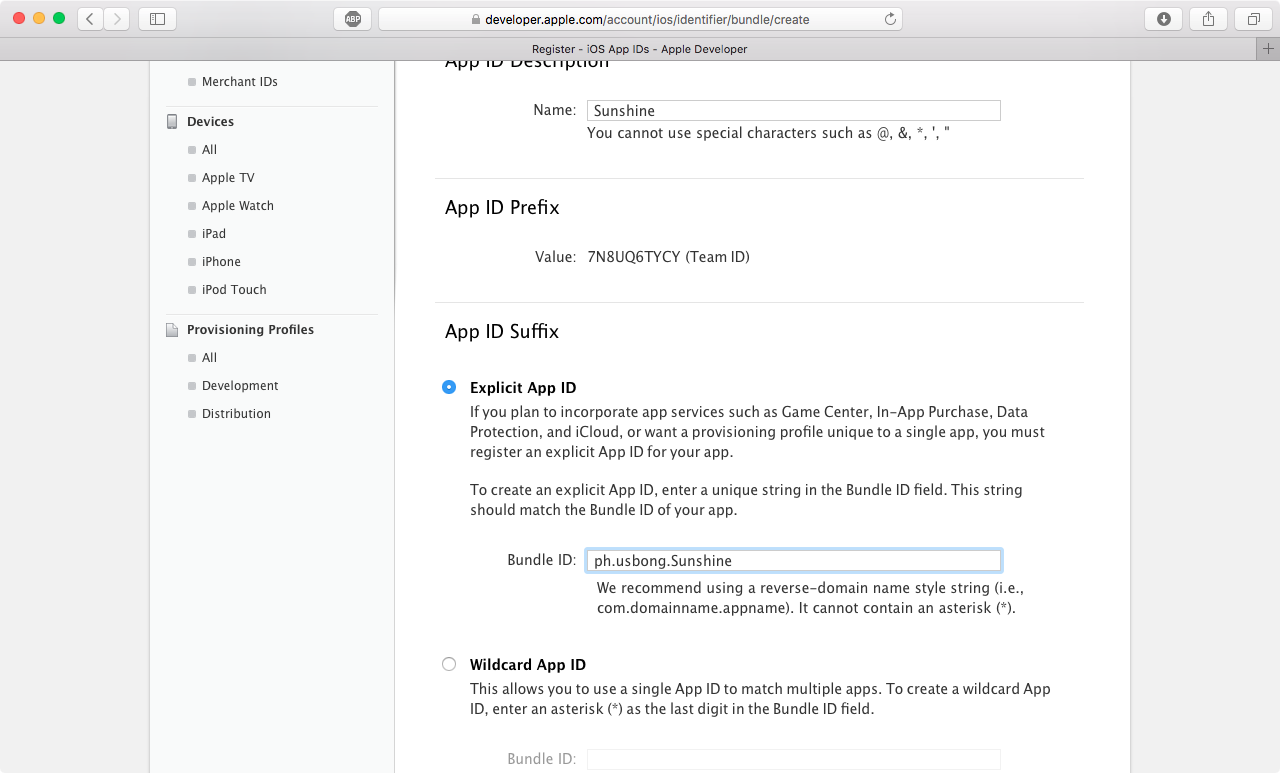 ABP
developer.apple.com/account/ios/identifier/bundle/create
Register - iOS App IDs - Apple Developer
Merchant IDs
Devices
All
Apple TV
Apple Watch
iPad
iPhone
iPod Touch
Provisioning Profiles
All
Development
Distribution
App ID Description
Name: Sunshine
You cannot use special characters such as @, &, *, ', "
App ID Prefix
Value: 7N8UQ6TYCY (Team ID)
App ID Suffix
Explicit App ID
If you plan to incorporate app services such as Game Center, In-App Purchase, Data
Protection, and iCloud, or want a provisioning profile unique to a single app, you must
register an explicit App ID for your app.
To create an explicit App ID, enter a unique string in the Bundle ID field. This string
should match the Bundle ID of your app.
Bundle ID: ph.usbong.Sunshine
We recommend using a reverse-domain name style string (i.e.,
com.domainname.appname). It cannot contain an asterisk (*).
Wildcard App ID
This allows you to use a single App ID to match multiple apps. To create a wildcard App
ID, enter an asterisk (*) as the last digit in the Bundle ID field.
Bundle ID: